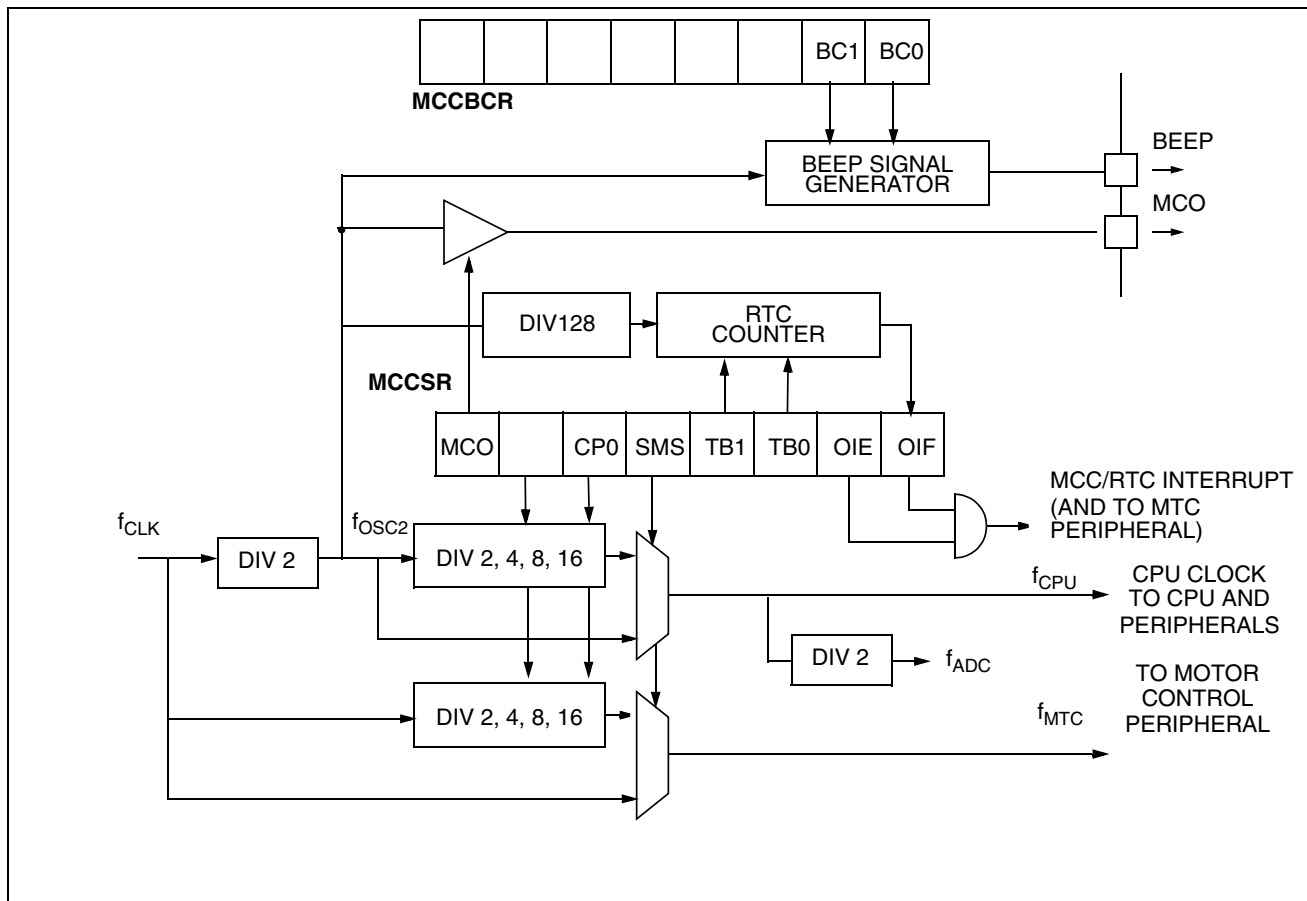 BC1 BC0
MCCBCR
BEEP SIGNAL
GENERATOR
BEEP
MCO
DIV128
RTC
COUNTER
MCCSR
MCO CP0 SMS TB1 TB0 OIE OIF
MCC/RTC INTERRUPT
(AND TO MTC
PERIPHERAL)
fCLK
DIV 2
fOSC2
DIV 2, 4, 8, 16
fCPU
CPU CLOCK
TO CPU AND
PERIPHERALS
DIV 2
fADC
DIV 2, 4, 8, 16
fMTC
TO MOTOR
CONTROL
PERIPHERAL